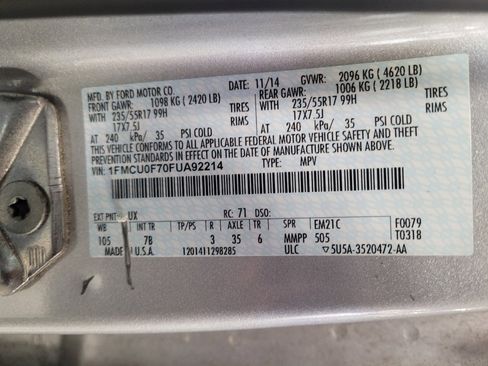 MFD. BY FORD MOTOR CO. 11/14 GVWR: 2096 KG ( 4620 LB)
FRONT GAWR: 1098 KG ( 2420 LB) REAR GAWR: 1006 KG ( 2218 LB)
WITH 235/55R17 99H TIRES WITH 235/55R17 99H TIRES
17X7.5J RIMS 17X7.5J RIMS
AT 240 kPa/ 35 PSI COLD AT 240 kPa/ 35 PSI COLD
THIS VEHICLE CONFORMS TO ALL APPLICABLE FEDERAL MOTOR VEHICLE SAFETY AND THEFT
PREVENTION STANDARDS IN EFFECT ON THE DATE OF MANUFACTURE SHOWN ABOVE.
VIN: 1FMCU0F70FUA92214 TYPE: MPV
EXT PNT: UX RC: 71 DSO:
WB INT TR TP/PS R AXLE TR SPR EM21C F0079
105 7B 3 35 6 MMPP 505 T0318
MADE U.S.A. 1201411298285 ULC 5U5A-3520472-AA